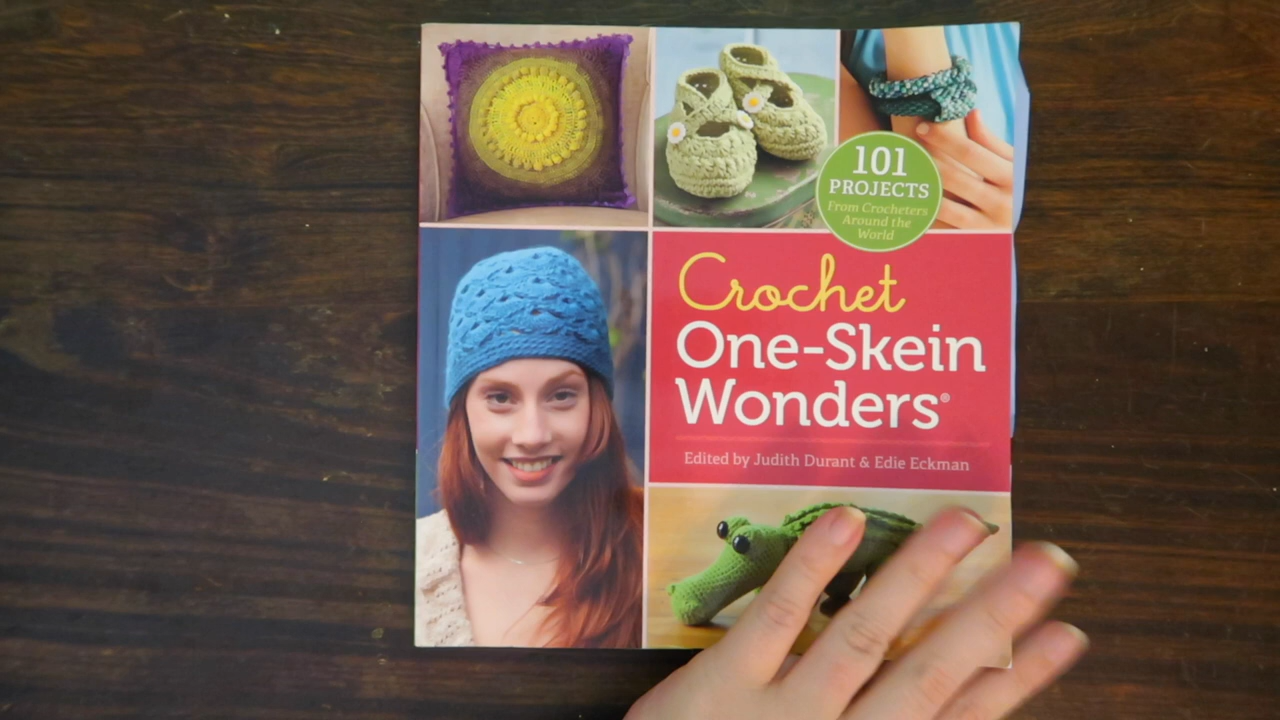 101
PROJECTS
From Crocheters
Around the
World
Crochet
One-Skein
Wonders®
Edited by Judith Durant & Edie Eckman